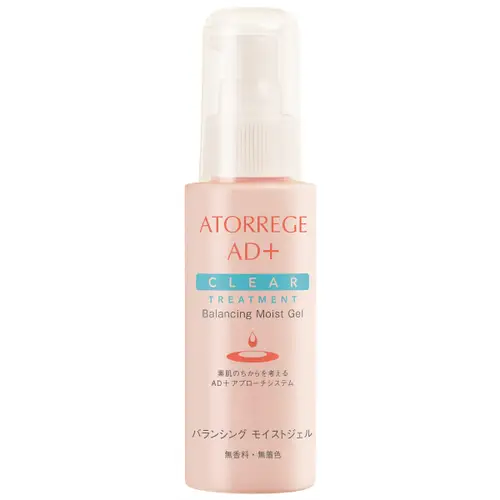 ATORREGE
AD+
CLEAR
TREATMENT
Balancing Moist Gel
素肌のちからを考える
AD+アプローチシステム
バランシング モイストジェル
無香料・無着色